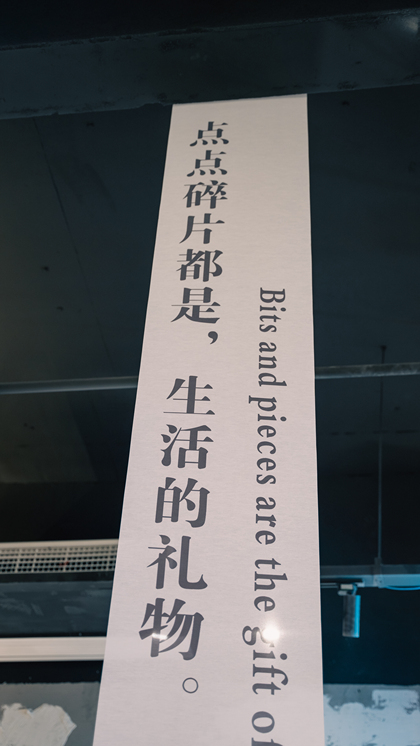 点点碎片都是，生活的礼物。
Bits and pieces are the gift of